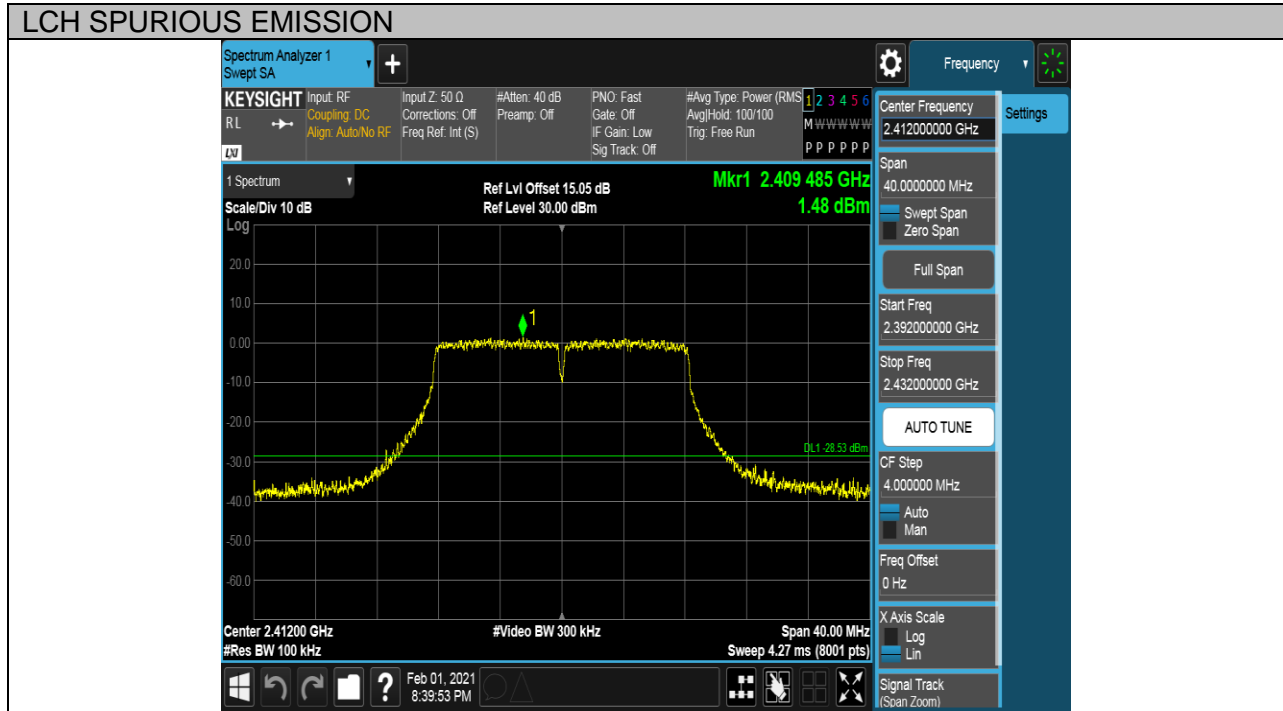 LCH SPURIOUS EMISSION
Spectrum Analyzer 1
Swept SA
+
Frequency
KEYSIGHT
RL
LXI
Input: RF
Coupling: DC
Align: Auto/No RF
Input Z: 50 Ω
Corrections: Off
Freq Ref: Int (S)
#Atten: 40 dB
Preamp: Off
PNO: Fast
Gate: Off
IF Gain: Low
Sig Track: Off
#Avg Type: Power (RMS
Avg|Hold: 100/100
Trig: Free Run
1 2 3 4 5 6
M W W W W W
P P P P P P
1 Spectrum
Scale/Div 10 dB
Ref Lvl Offset 15.05 dB
Ref Level 30.00 dBm
Mkr1 2.409 485 GHz
1.48 dBm
Log
20.0
10.0
0.00
-10.0
-20.0
-30.0
-40.0
-50.0
-60.0
1
DL1 -28.53 dBm
Center 2.41200 GHz
#Res BW 100 kHz
#Video BW 300 kHz
Span 40.00 MHz
Sweep 4.27 ms (8001 pts)
?
Feb 01, 2021
8:39:53 PM
Center Frequency
2.412000000 GHz
Settings
Span
40.0000000 MHz
Swept Span
Zero Span
Full Span
Start Freq
2.392000000 GHz
Stop Freq
2.432000000 GHz
AUTO TUNE
CF Step
4.000000 MHz
Auto
Man
Freq Offset
0 Hz
X Axis Scale
Log
Lin
Signal Track
(Span Zoom)